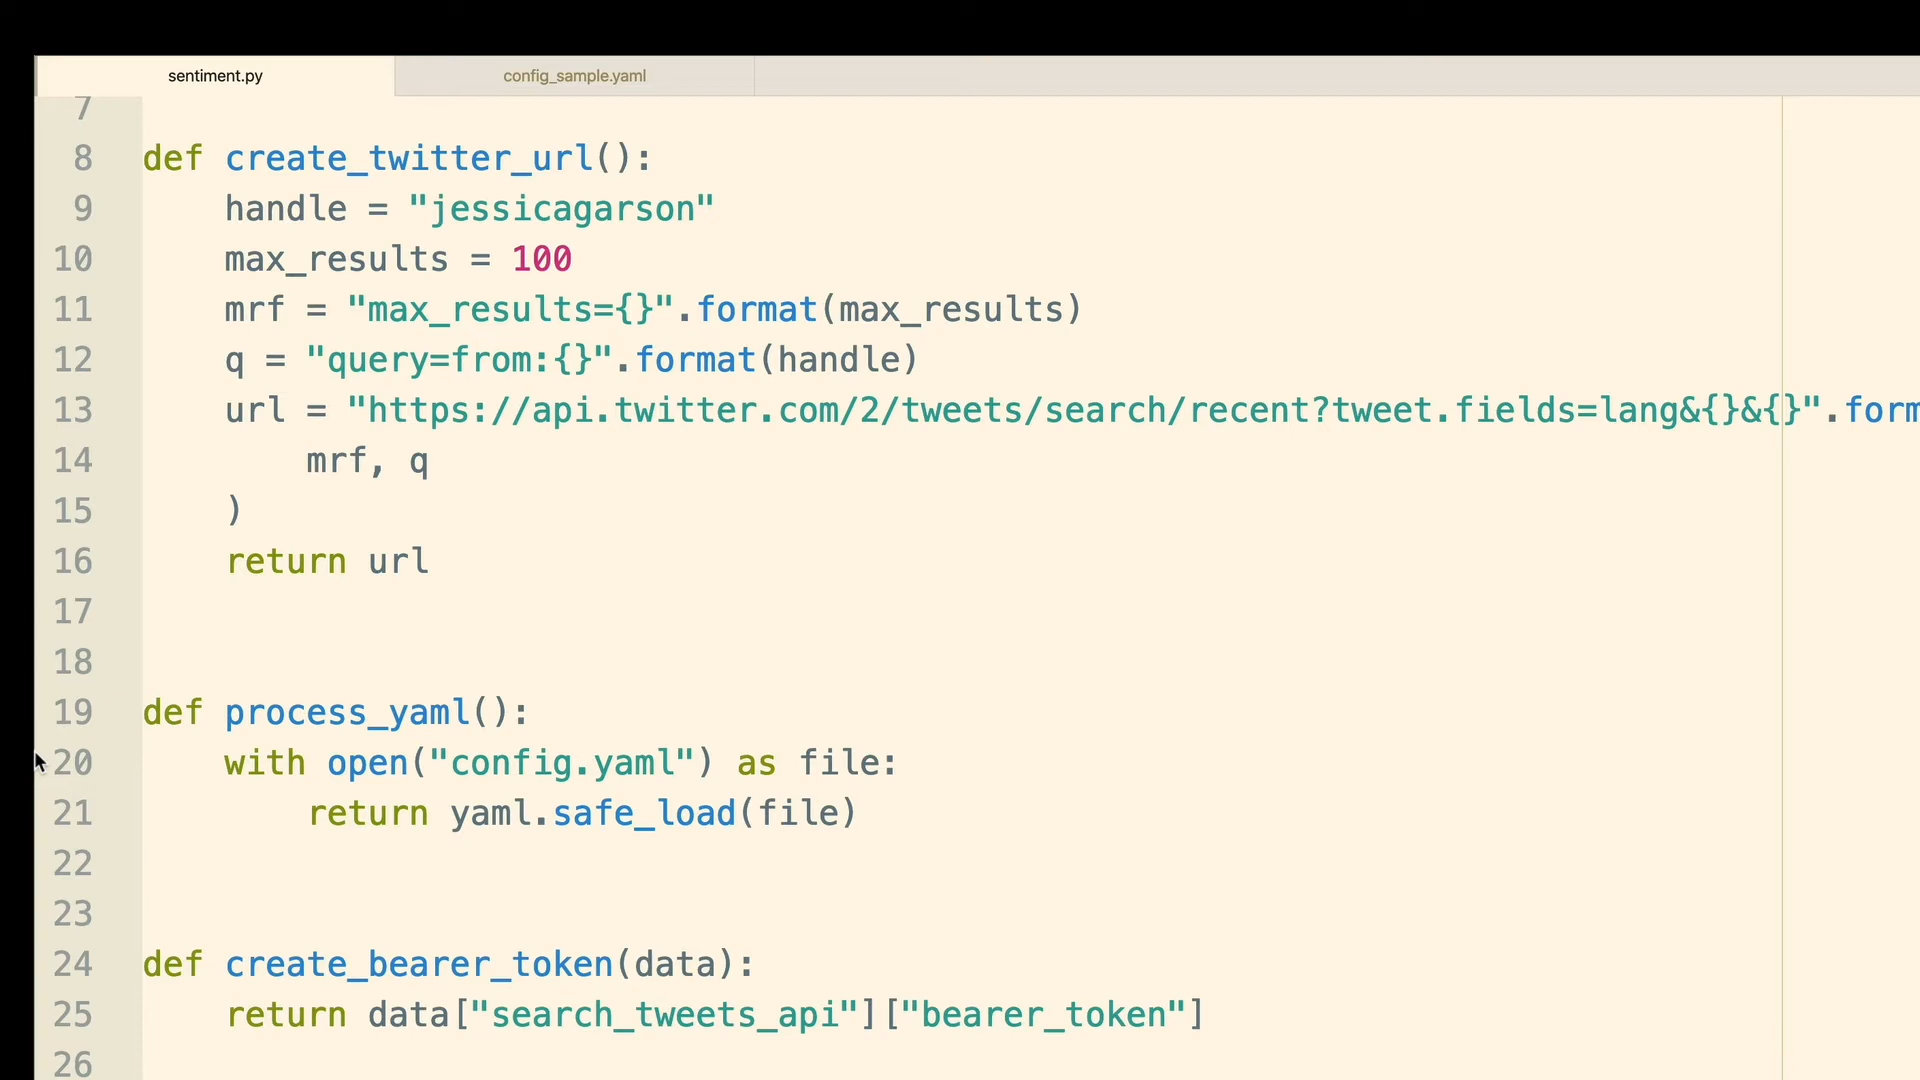 sentiment.py
config_sample.yaml
7
8 def create_twitter_url():
9 handle = "jessicagarson"
10 max_results = 100
11 mrf = "max_results={}".format(max_results)
12 q = "query=from:{}".format(handle)
13 url = "https://api.twitter.com/2/tweets/search/recent?tweet.fields=lang&{}&{}".form
14 mrf, q
15 )
16 return url
17
18
19 def process_yaml():
20 with open("config.yaml") as file:
21 return yaml.safe_load(file)
22
23
24 def create_bearer_token(data):
25 return data["search_tweets_api"]["bearer_token"]
26